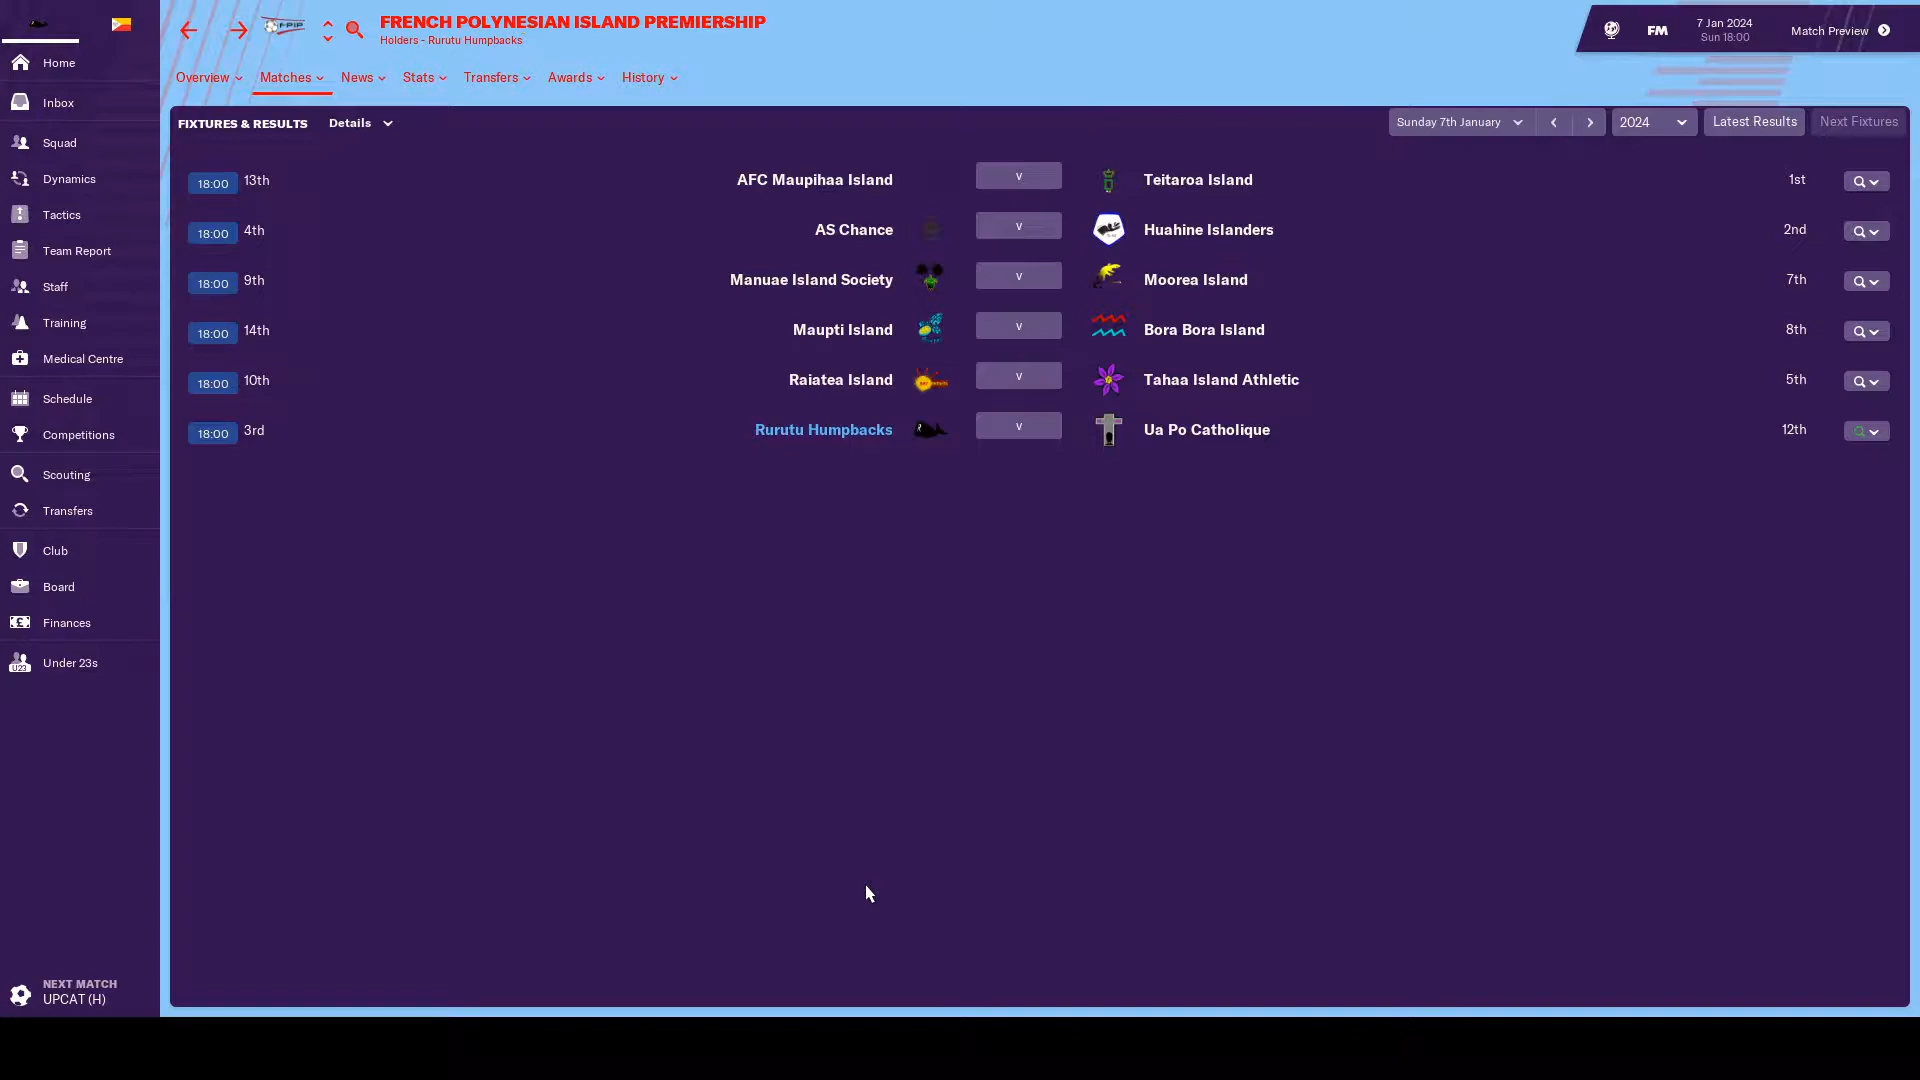 FRENCH POLYNESIAN ISLAND PREMIERSHIP
Holders - Rurutu Humpbacks
7 Jan 2024
Sun 18:00
FM
Match Preview
Home
Inbox
Squad
Dynamics
Tactics
Team Report
Staff
Training
Medical Centre
Schedule
Competitions
Scouting
Transfers
Club
Board
Finances
U23
Under 23s
NEXT MATCH
UPCAT (H)
Overview Matches News Stats Transfers Awards History
FIXTURES & RESULTS Details
Sunday 7th January 2024 Latest Results Next Fixtures
18:00 13th AFC Maupihaa Island v Teitaroa Island 1st
18:00 4th AS Chance v Huahine Islanders 2nd
18:00 9th Manuae Island Society v Moorea Island 7th
18:00 14th Maupti Island v Bora Bora Island 8th
18:00 10th Raiatea Island v Tahaa Island Athletic 5th
18:00 3rd Rurutu Humpbacks v Ua Po Catholique 12th